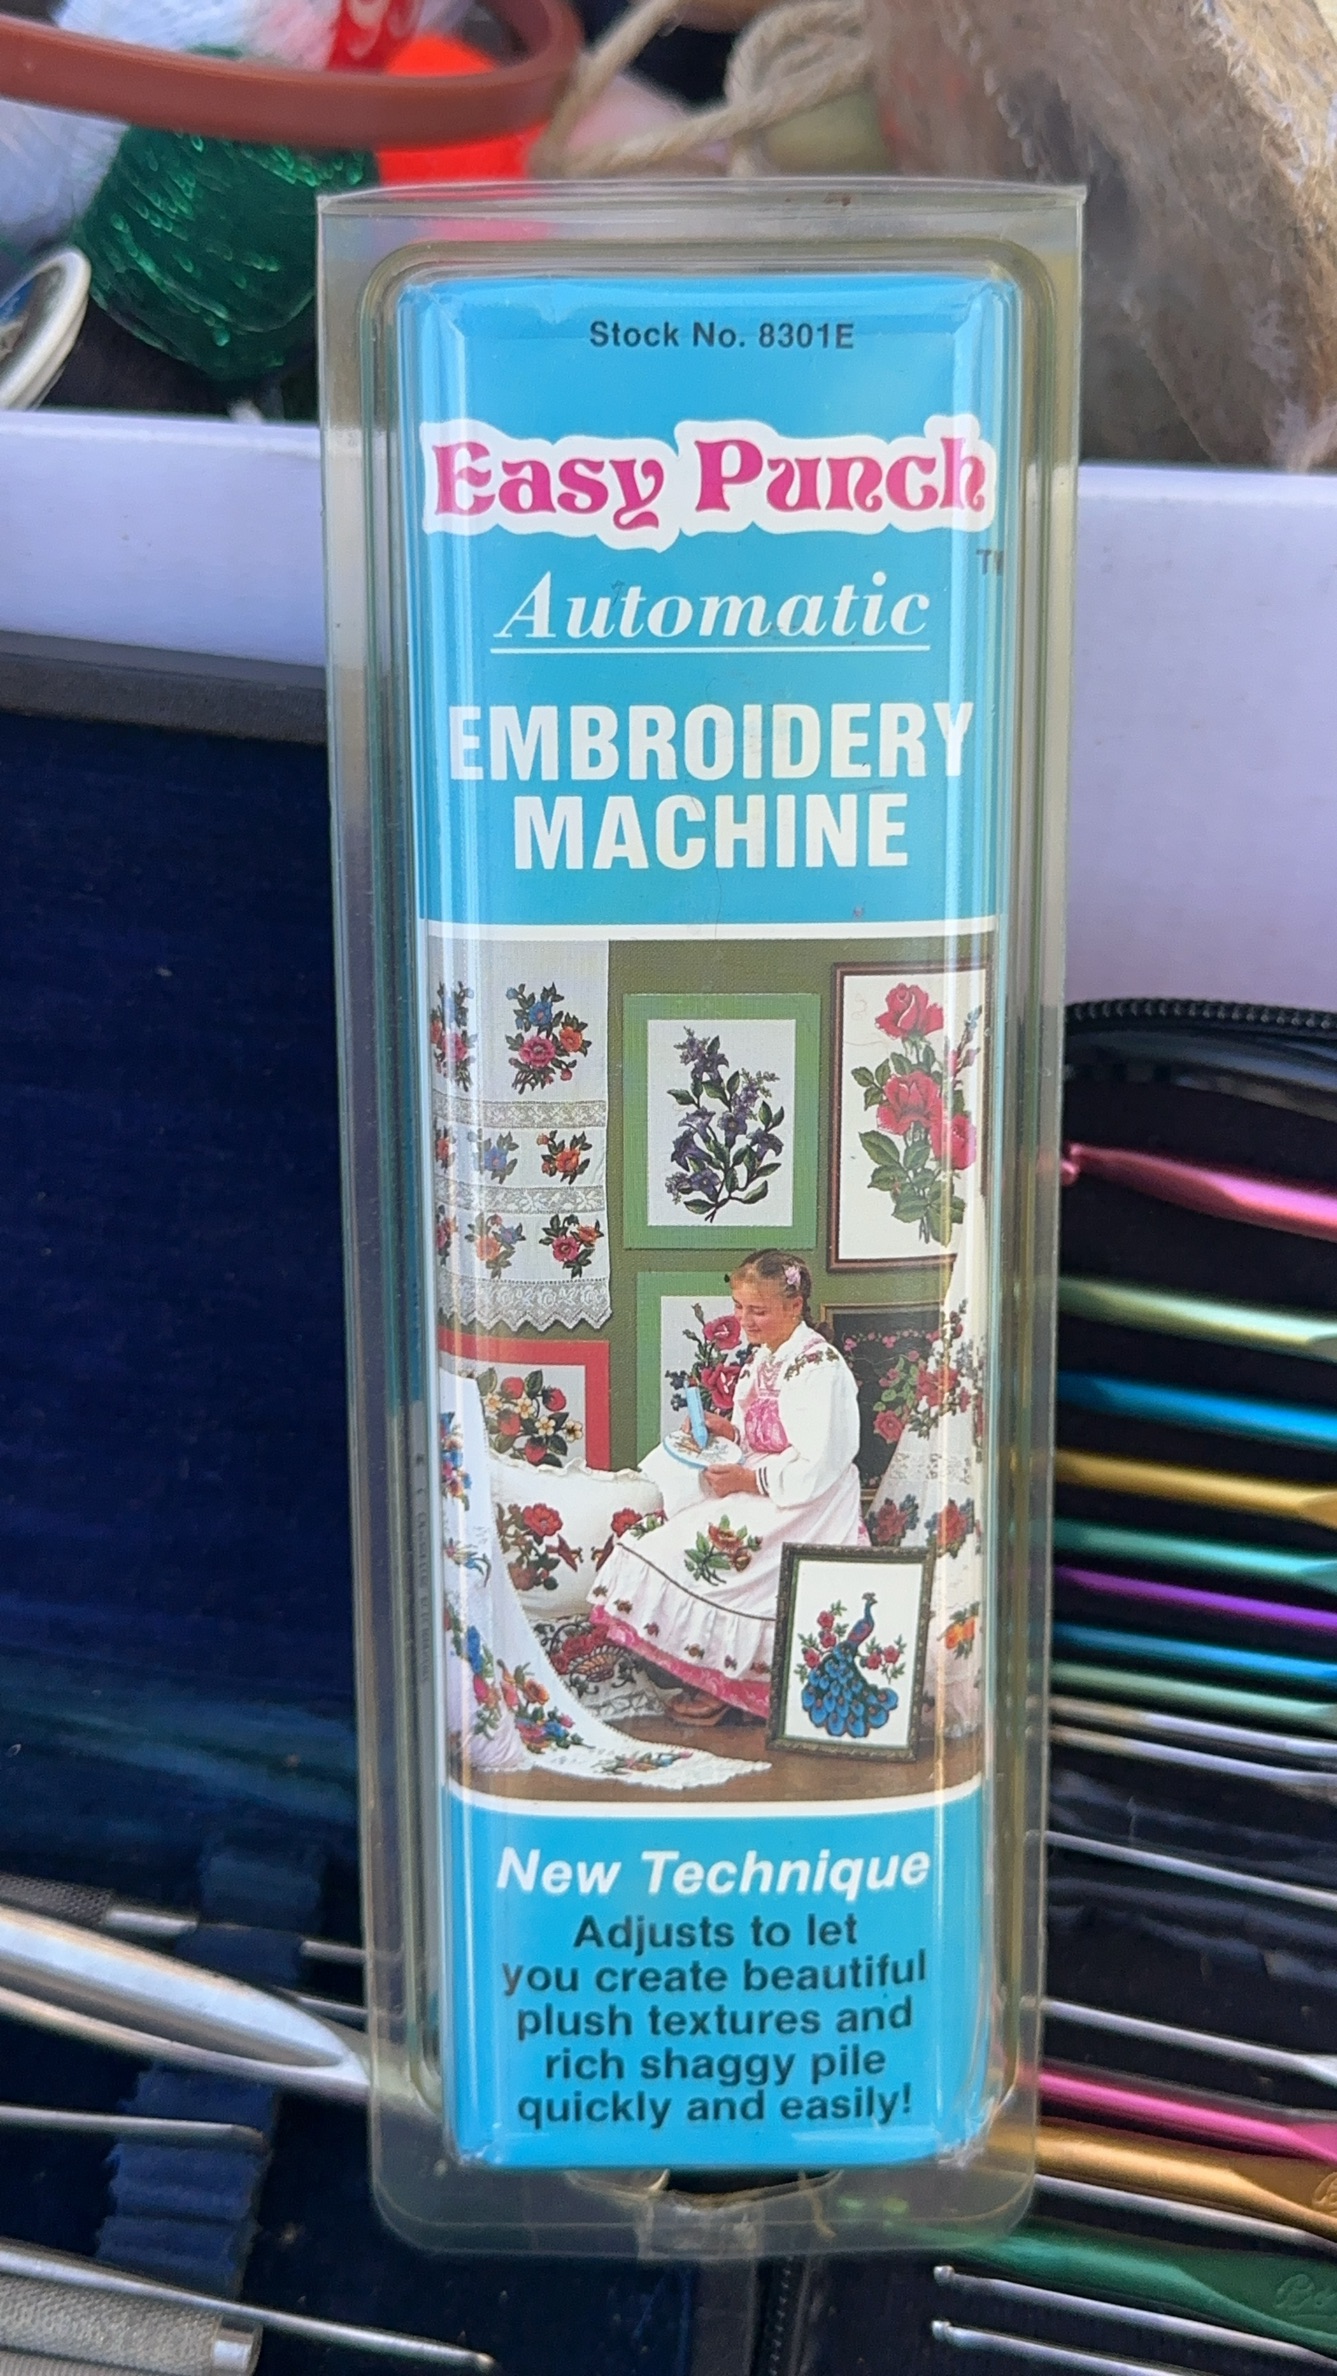 Stock No. 8301E
Easy Punch
TM
Automatic
EMBROIDERY
MACHINE
New Technique
Adjusts to let
you create beautiful
plush textures and
rich shaggy pile
quickly and easily!